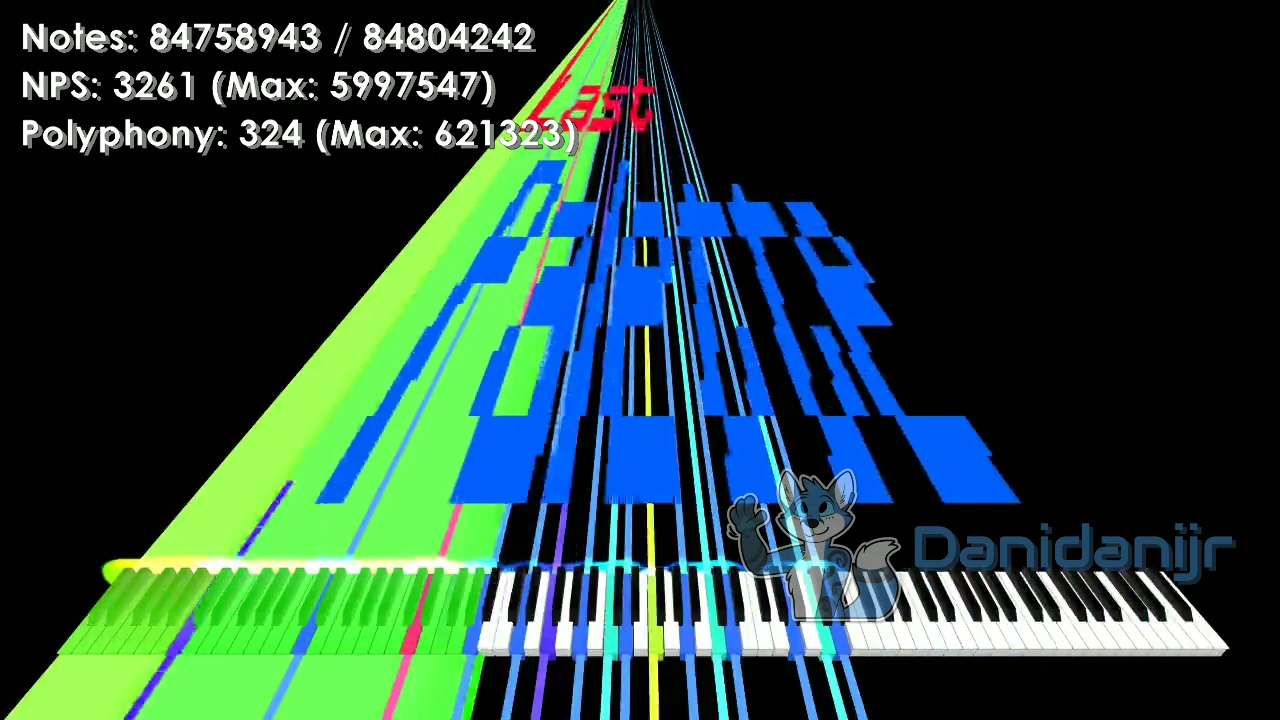 Notes: 84758943 / 84804242
NPS: 3261 (Max: 5997547)
Polyphony: 324 (Max: 621323)
Last
Danidanijr